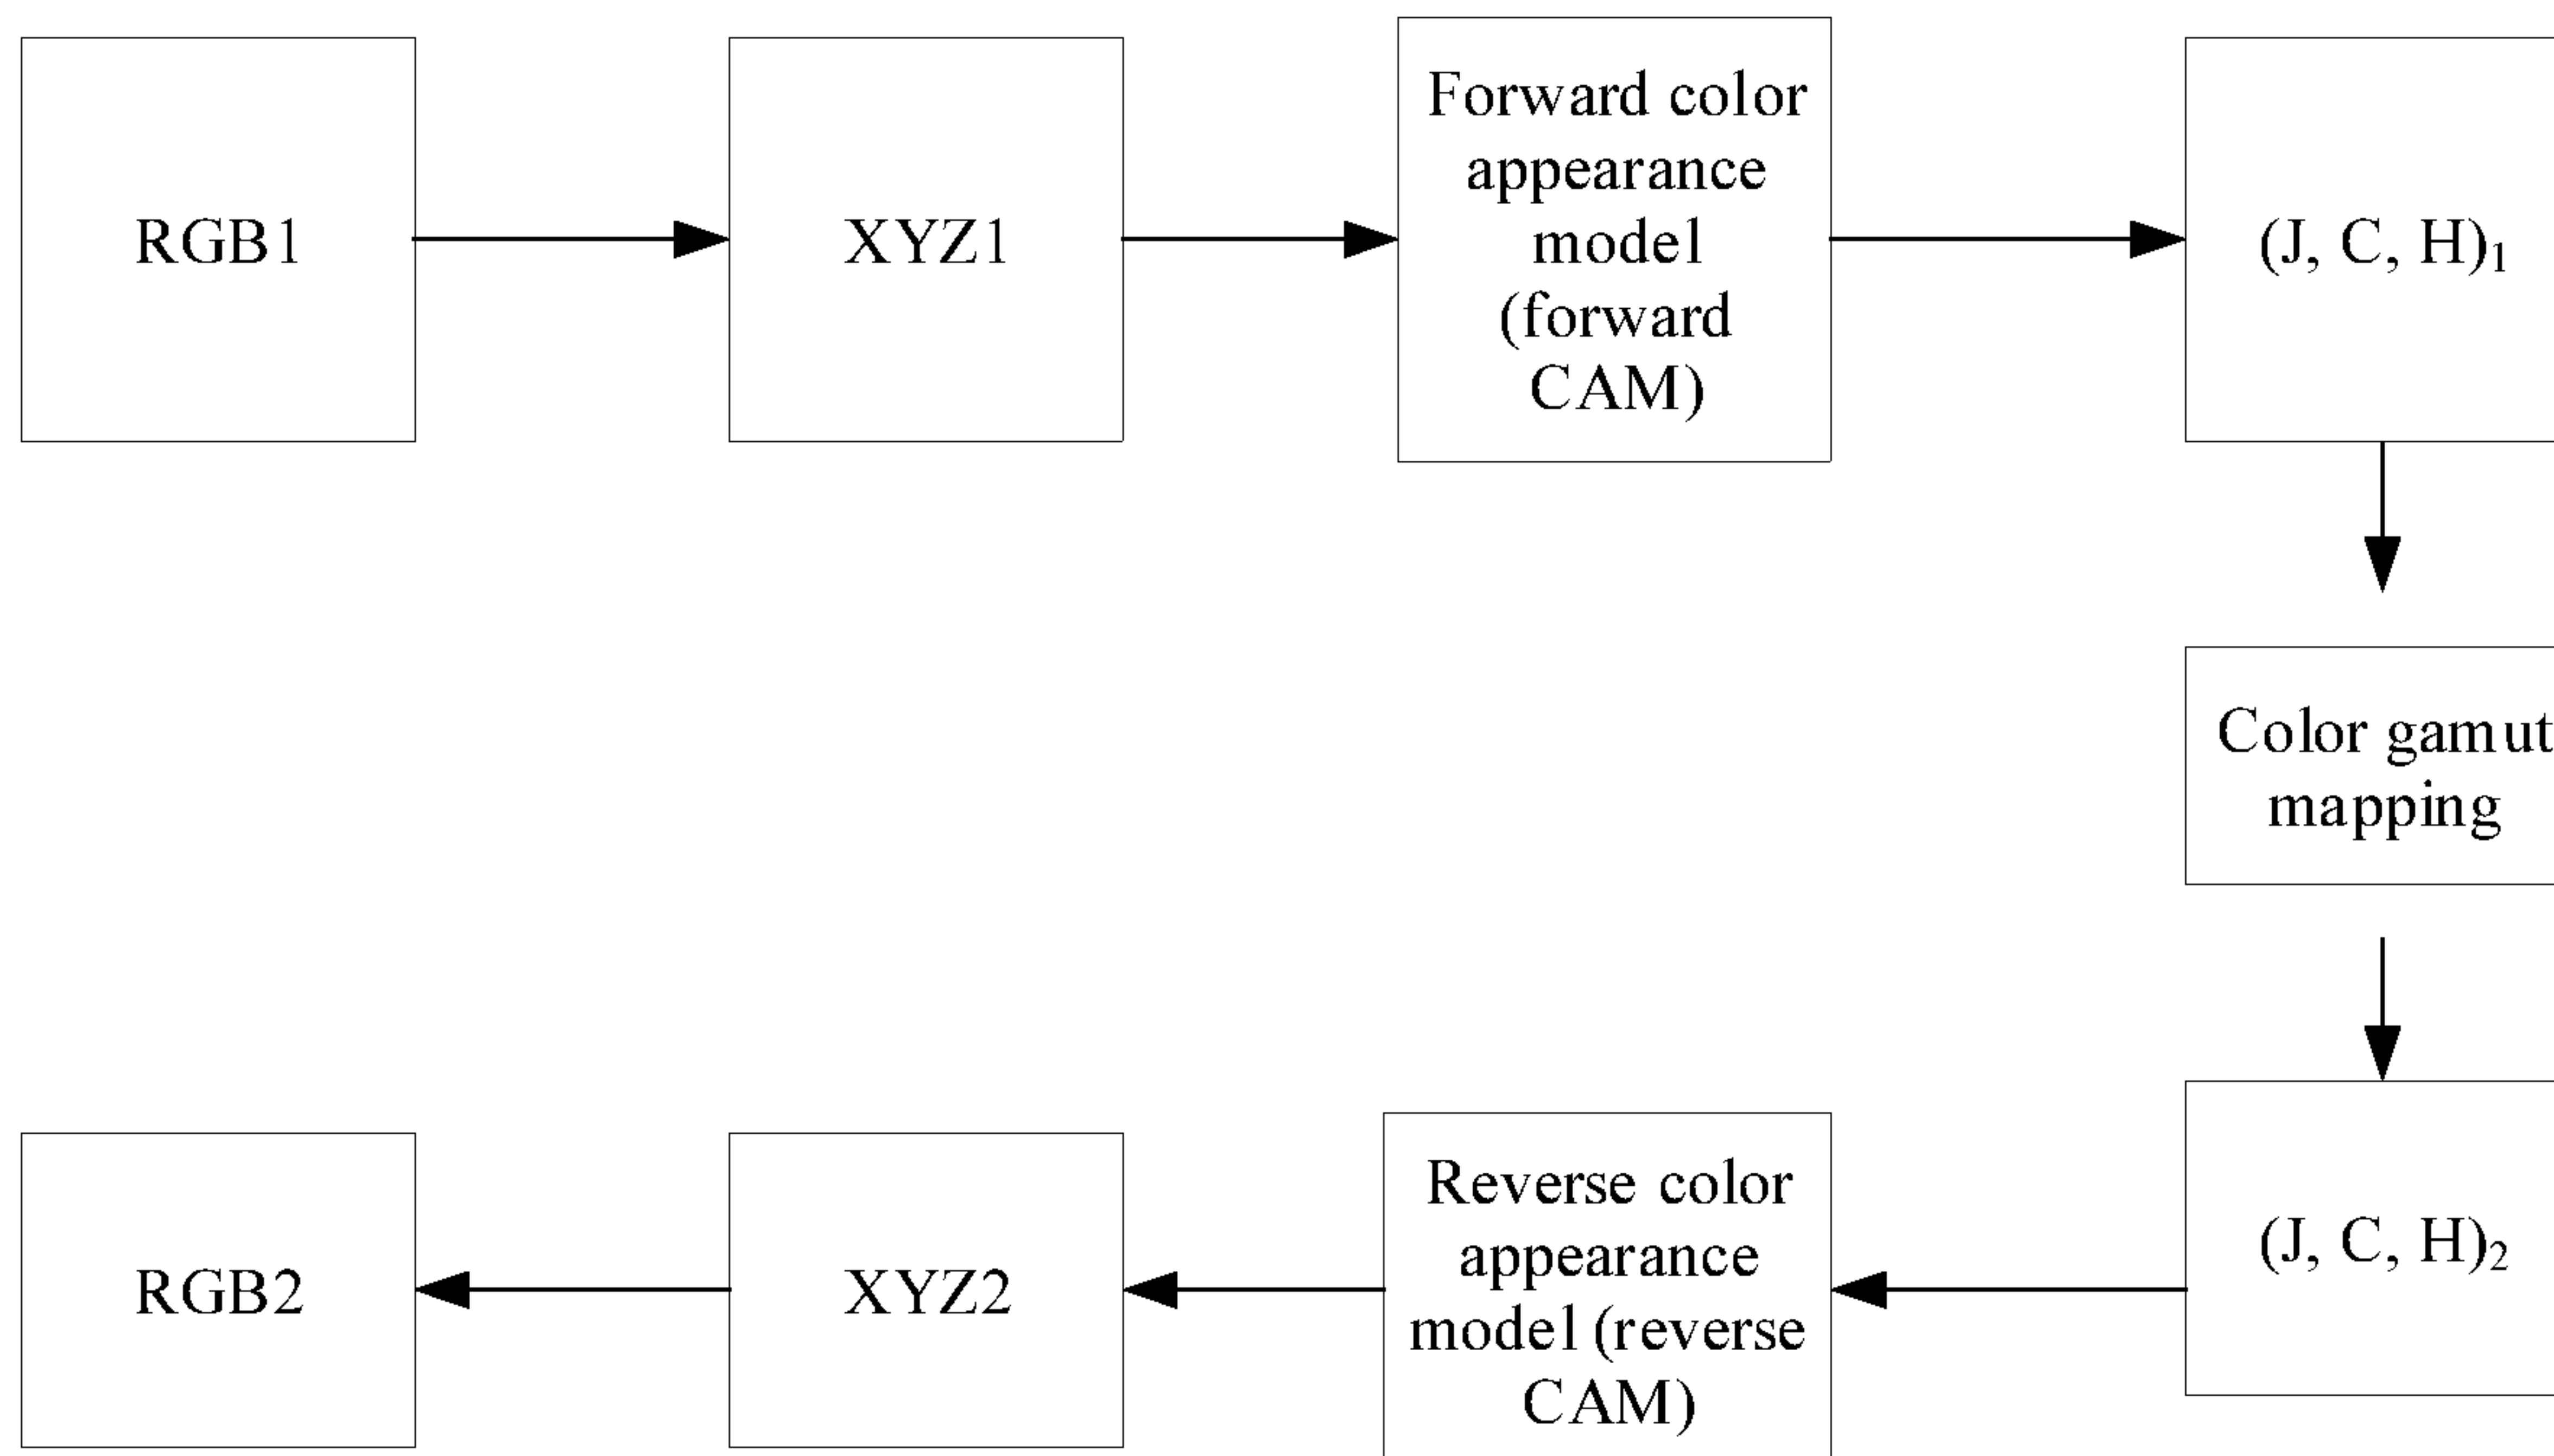 RGB1
XYZ1
Forward color
appearance
model
(forward
CAM)
(J, C, H)₁
Color gamut
mapping
(J, C, H)₂
Reverse color
appearance
model (reverse
CAM)
XYZ2
RGB2